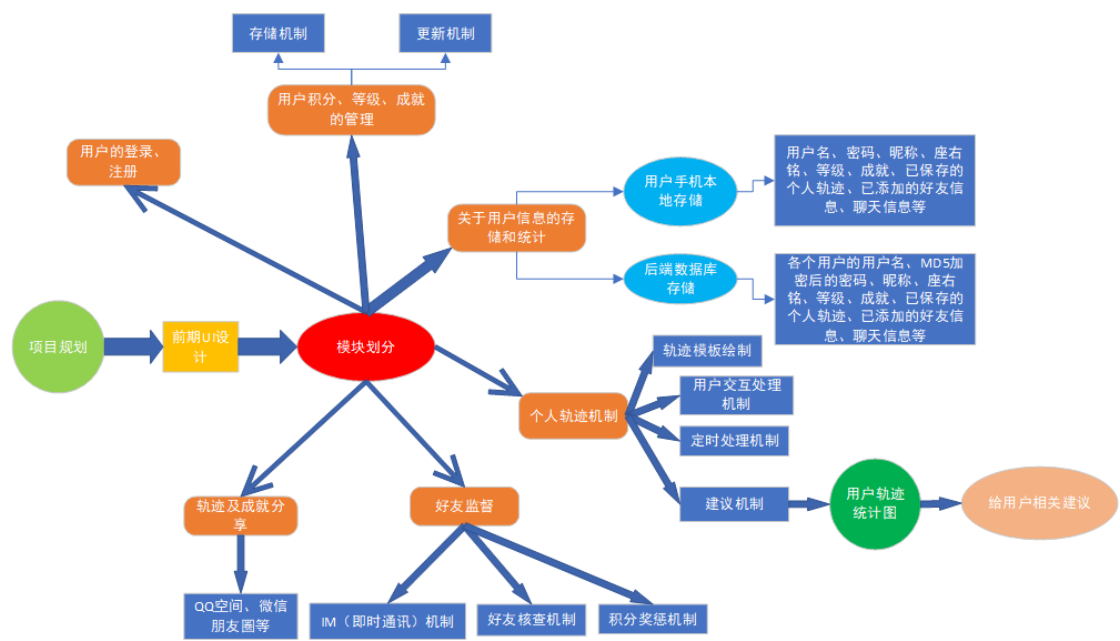 存储机制
更新机制
用户积分、等级、成就
的管理
用户的登录、
注册
关于用户信息的存
储和统计
用户手机本
地存储
用户名、密码、昵称、座右
铭、等级、成就、已保存的
个人轨迹、已添加的好友信
息、聊天信息等
后端数据库
存储
各个用户的用户名、MD5加
密后的密码、昵称、座右
铭、等级、成就、已保存的
个人轨迹、已添加的好友信
息、聊天信息等
项目规划
前期UI设
计
模块划分
个人轨迹机制
轨迹模板绘制
用户交互处理
机制
定时处理机制
建议机制
用户轨迹
统计图
给用户相关建议
轨迹及成就分
享
QQ空间、微信
朋友圈等
好友监督
IM（即时通讯）机制
好友核查机制
积分奖惩机制